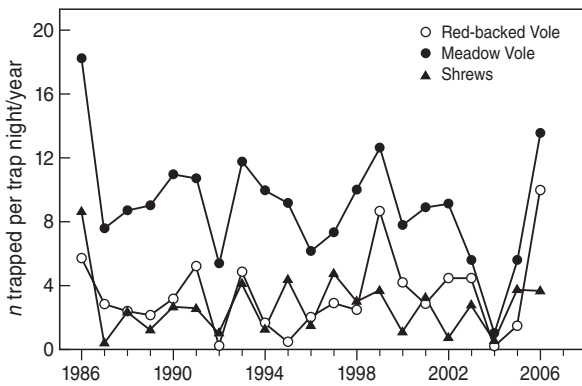 20
16
12
8
4
0
n trapped per trap night/year
Red-backed Vole
Meadow Vole
Shrews
1986 1990 1994 1998 2002 2006